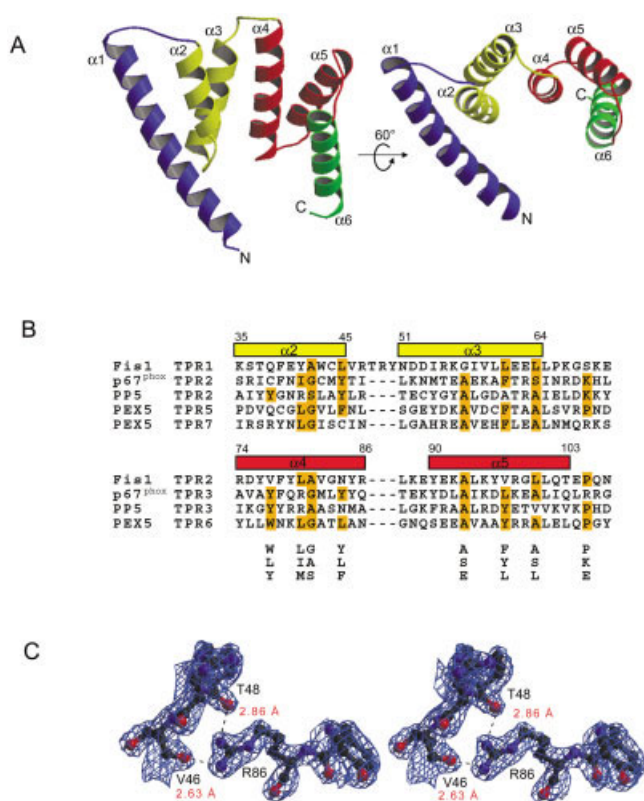 A
α1
α2
α3
α4
α5
α6
C
N
60°
α1
α2
α3
α4
α5
C
α6
N
B
35 45 51 64
α2 α3
Fis1 TPR1 KSTQFEYAWCLVRTRYNDDIRKGIVLLEELLPKGSKE
p67phox TPR2 SRICFNIGCMYTI---LKNMTEAEKAFTRSINRDKHL
PP5 TPR2 AIYYGNRSLAYLR---TECYGYALGDATRAIELDKKY
PEX5 TPR5 PDVQCGLGVLFNL---SGEYDKAVDCFTAALSVRPND
PEX5 TPR7 IRSRYNLGISCIN---LGAHREAVEHFLEALNMQRKS
74 86 90 103
α4 α5
Fis1 TPR2 RDYVFYLAVGNYR---LKEYEKALKYVRGLLQTEPQN
p67phox TPR3 AVAYFQRGMLYYQ---TEKYDLAIKDLKEALIQLRRG
PP5 TPR3 IKGYYRRAASNMA---LGKFRAALRDYETVVKVKPHD
PEX5 TPR6 YLLWNKLGATLAN---GNQSEEAVAAYRRALELQPGY
W LG Y A F A P
L IA L S Y S K
Y MS F E L L E
C
T48
2.86 Å
V46
2.63 Å
R86
T48
2.86 Å
V46
2.63 Å
R86